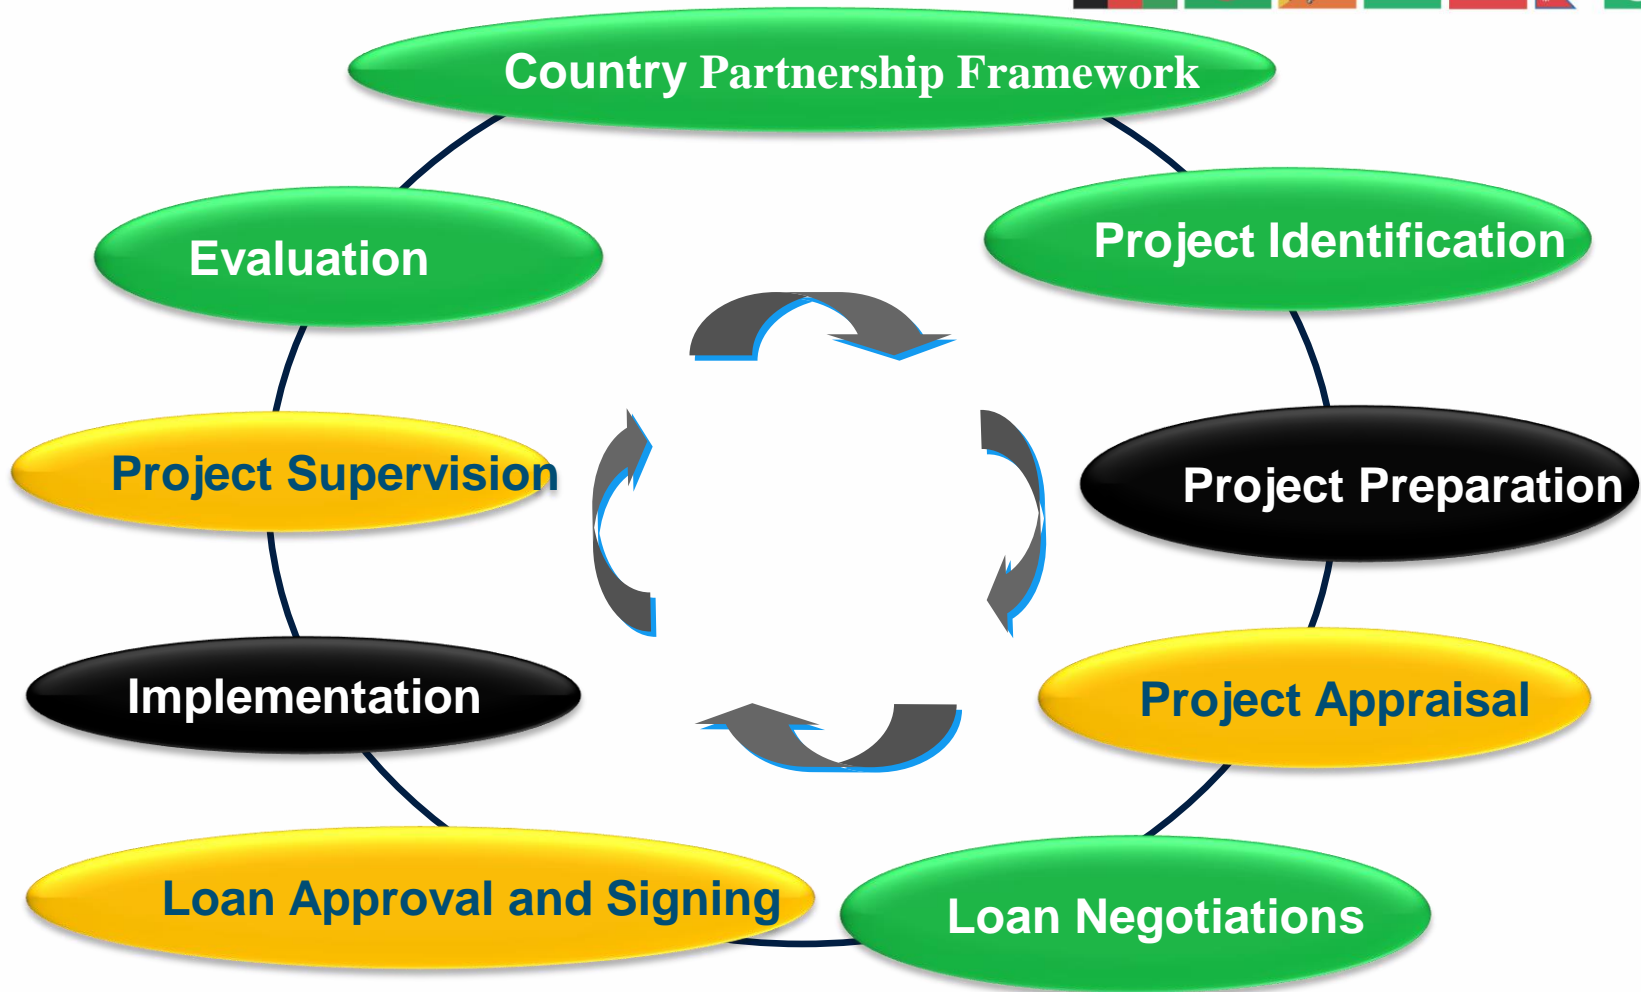 Country Partnership Framework
Evaluation
Project Identification
Project Supervision
Project Preparation
Implementation
Project Appraisal
Loan Approval and Signing
Loan Negotiations